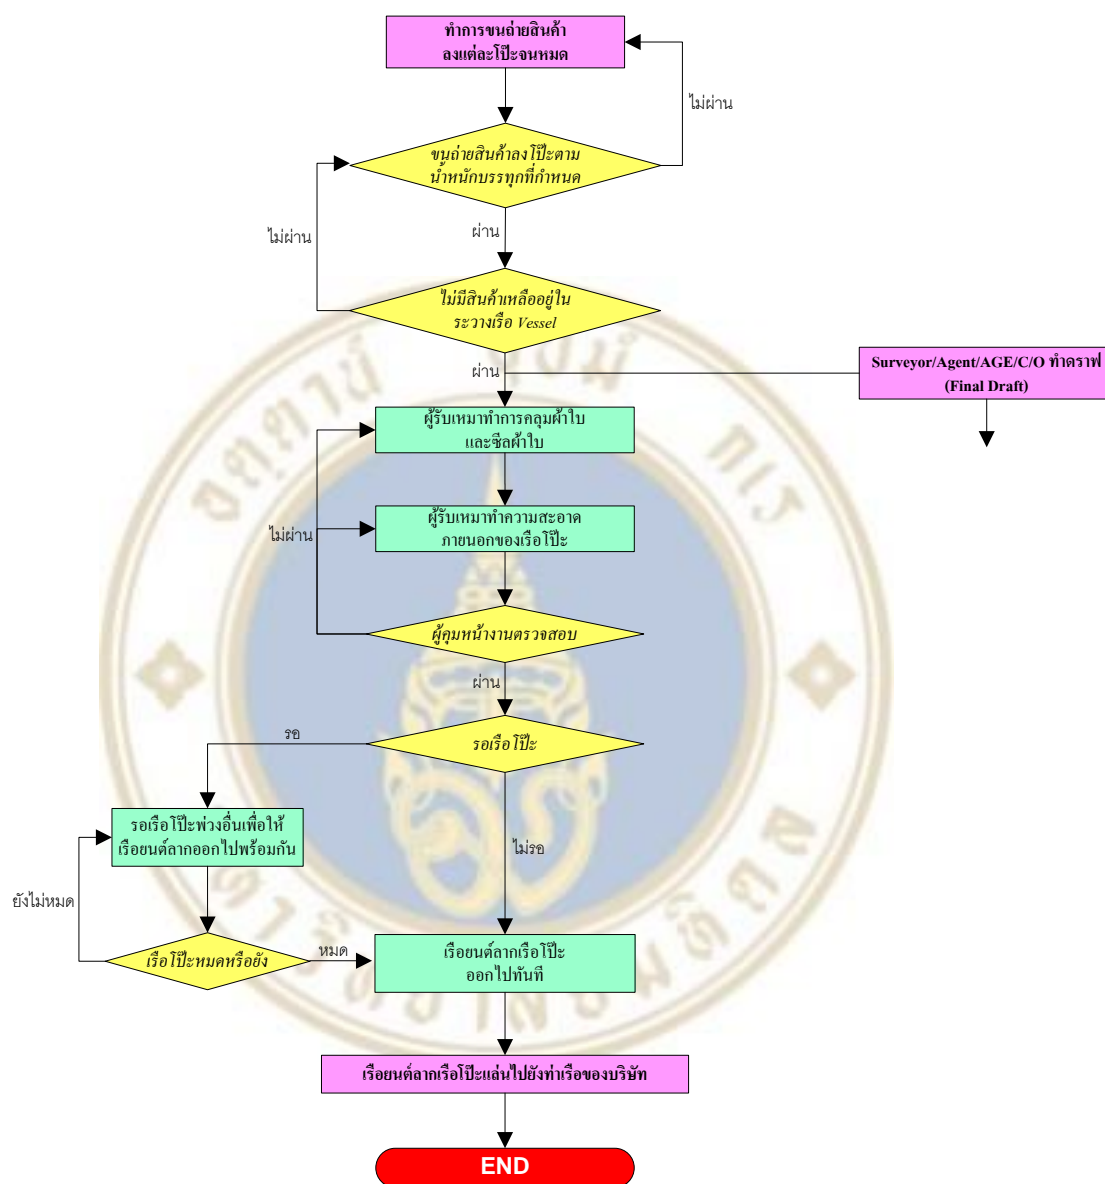 ทำการขนถ่ายสินค้า
ลงแต่ละโป๊ะจนหมด
ไม่ผ่าน
ขนถ่ายสินค้าลงโป๊ะตาม
น้ำหนักบรรทุกที่กำหนด
ผ่าน
ไม่ผ่าน
ไม่มีสินค้าเหลืออยู่ใน
ระวางเรือ Vessel
ผ่าน
Surveyor/Agent/AGE/C/O ทำดราฟ
(Final Draft)
ผู้รับเหมาทำการคลุมผ้าใบ
และซีลผ้าใบ
ไม่ผ่าน
ผู้รับเหมาทำความสะอาด
ภายนอกของเรือโป๊ะ
ผู้คุมหน้างานตรวจสอบ
ผ่าน
รอเรือโป๊ะ
รอ
รอเรือโป๊ะพ่วงอื่นเพื่อให้
เรือยนต์ลากออกไปพร้อมกัน
ไม่รอ
ยังไม่หมด
เรือโป๊ะหมดหรือยัง
หมด
เรือยนต์ลากเรือโป๊ะ
ออกไปทันที
เรือยนต์ลากเรือโป๊ะแล่นไปยังท่าเรือของบริษัท
END